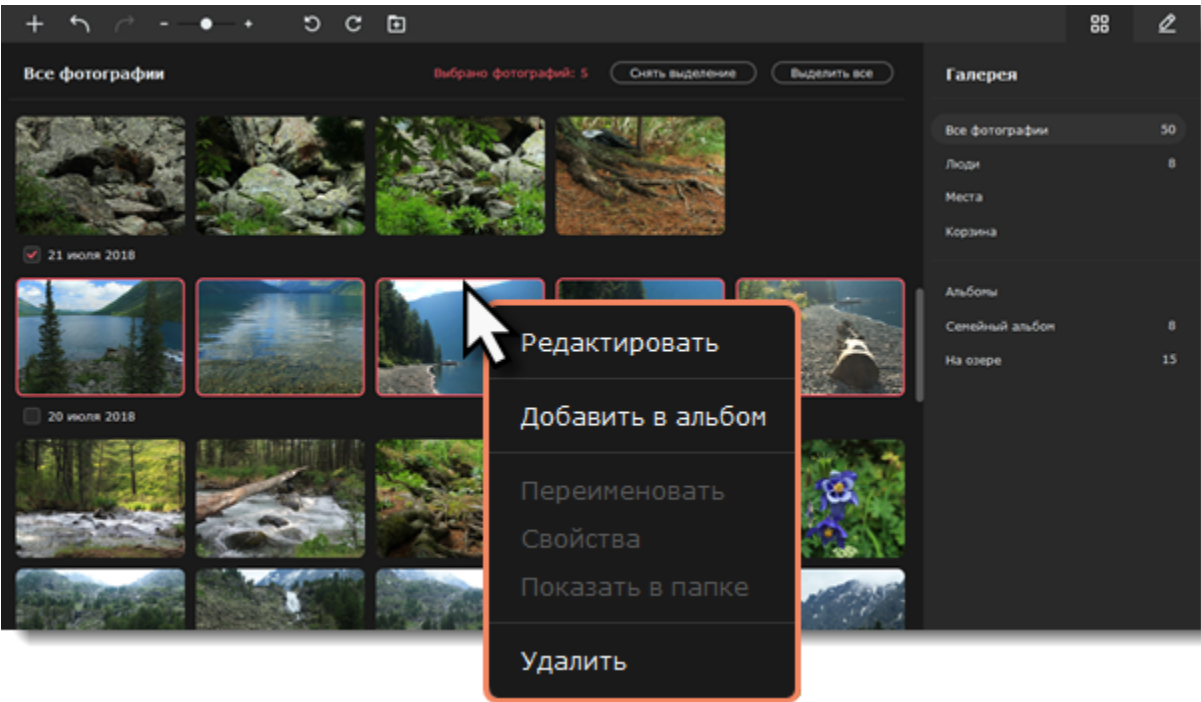 Все фотографии
Выбрано фотографий: 5
Снять выделение
Выделить все
Галерея
Все фотографии 50
Люди 8
Места
Корзина
Альбомы
Семейный альбом 8
На озере 15
21 июля 2018
20 июля 2018
Редактировать
Добавить в альбом
Переименовать
Свойства
Показать в папке
Удалить